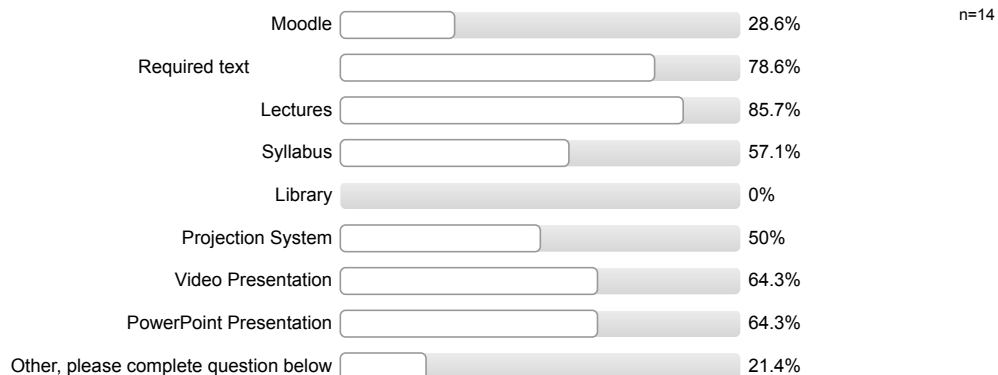 n=14
Moodle 28.6%
Required text 78.6%
Lectures 85.7%
Syllabus 57.1%
Library 0%
Projection System 50%
Video Presentation 64.3%
PowerPoint Presentation 64.3%
Other, please complete question below 21.4%